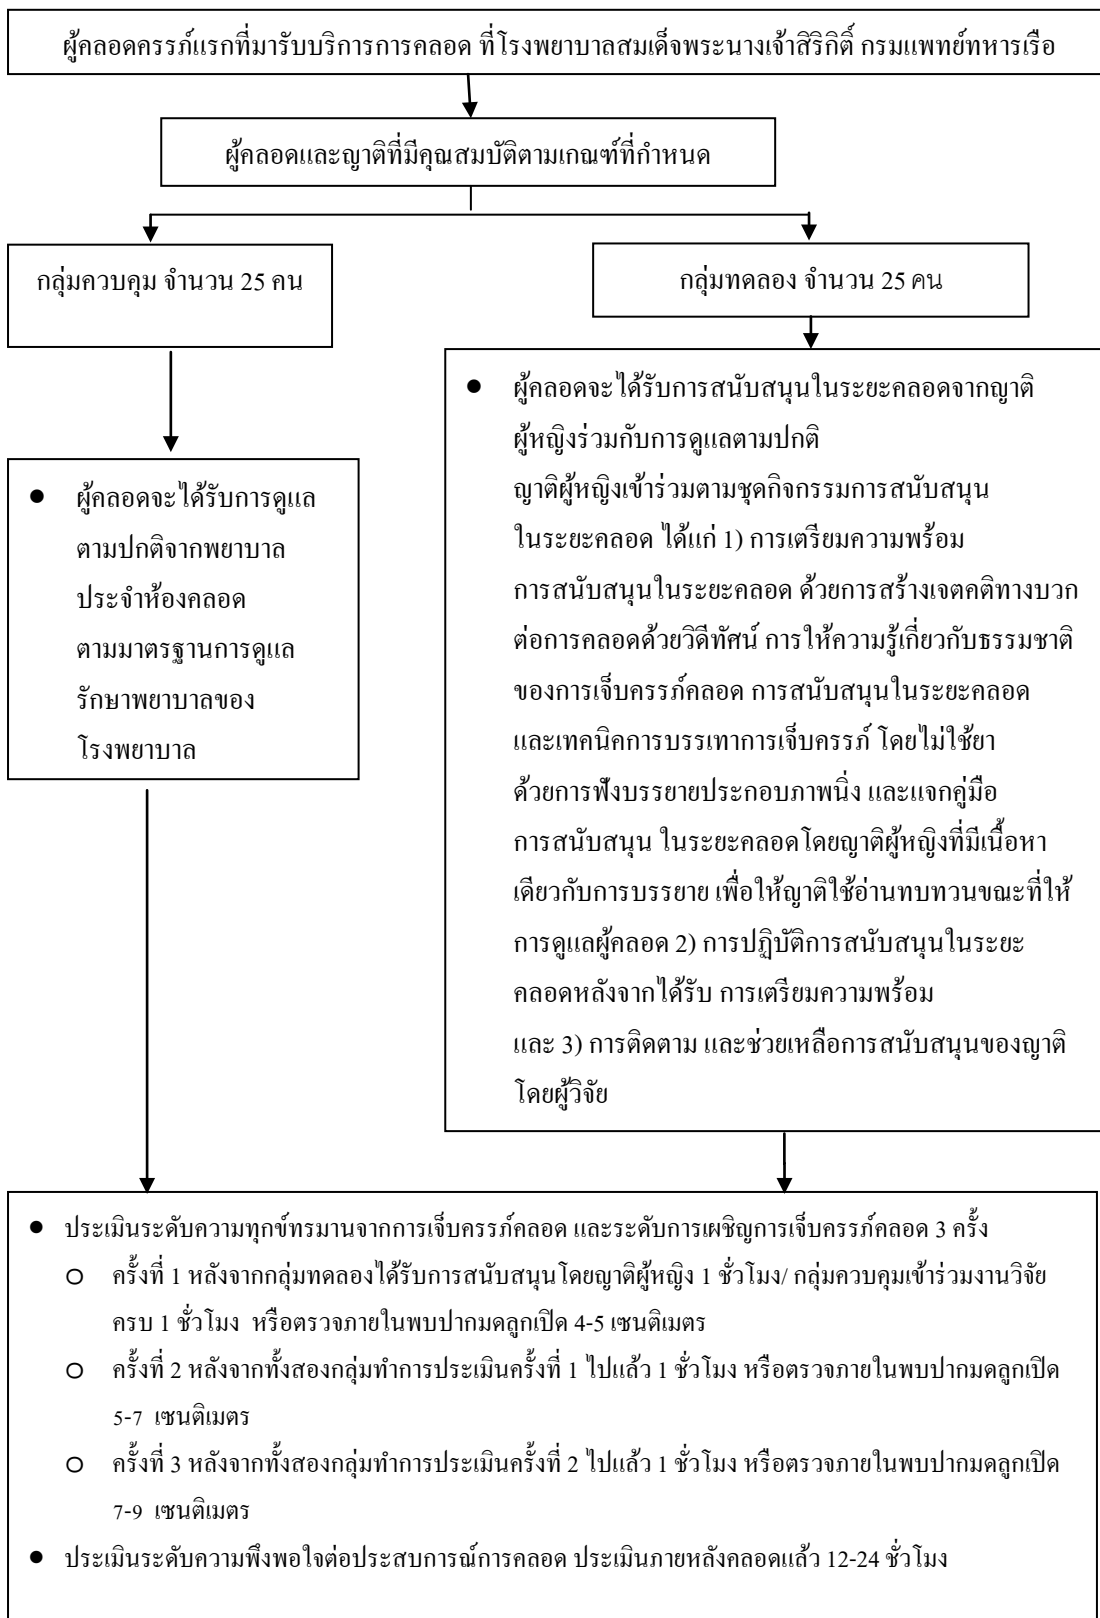 ผู้คลอดครรภ์แรกที่มารับบริการการคลอด ที่โรงพยาบาลสมเด็จพระนางเจ้าสิริกิติ์ กรมแพทย์ทหารเรือ
ผู้คลอดและญาติที่มีคุณสมบัติตามเกณฑ์ที่กำหนด
กลุ่มควบคุม จำนวน 25 คน
กลุ่มทดลอง จำนวน 25 คน
● ผู้คลอดจะได้รับการดูแล
ตามปกติจากพยาบาล
ประจำห้องคลอด
ตามมาตรฐานการดูแล
รักษาพยาบาลของ
โรงพยาบาล
● ผู้คลอดจะได้รับการสนับสนุนในระยะคลอดจากญาติ
ผู้หญิงร่วมกับการดูแลตามปกติ
ญาติผู้หญิงเข้าร่วมตามชุดกิจกรรมการสนับสนุน
ในระยะคลอด ได้แก่ 1) การเตรียมความพร้อม
การสนับสนุนในระยะคลอด ด้วยการสร้างเจตคติทางบวก
ต่อการคลอดด้วยวิดีทัศน์ การให้ความรู้เกี่ยวกับธรรมชาติ
ของการเจ็บครรภ์คลอด การสนับสนุนในระยะคลอด
และเทคนิคการบรรเทาการเจ็บครรภ์ โดยไม่ใช้ยา
ด้วยการฟังบรรยายประกอบภาพนิ่ง และแจกคู่มือ
การสนับสนุน ในระยะคลอดโดยญาติผู้หญิงที่มีเนื้อหา
เดียวกับการบรรยาย เพื่อให้ญาติใช้อ่านทบทวนขณะที่ให้
การดูแลผู้คลอด 2) การปฏิบัติการสนับสนุนในระยะ
คลอดหลังจากได้รับ การเตรียมความพร้อม
และ 3) การติดตาม และช่วยเหลือการสนับสนุนของญาติ
โดยผู้วิจัย
● ประเมินระดับความทุกข์ทรมานจากการเจ็บครรภ์คลอด และระดับการเผชิญการเจ็บครรภ์คลอด 3 ครั้ง
o ครั้งที่ 1 หลังจากกลุ่มทดลองได้รับการสนับสนุนโดยญาติผู้หญิง 1 ชั่วโมง/ กลุ่มควบคุมเข้าร่วมงานวิจัย
ครบ 1 ชั่วโมง หรือตรวจภายในพบปากมดลูกเปิด 4-5 เซนติเมตร
o ครั้งที่ 2 หลังจากทั้งสองกลุ่มทำการประเมินครั้งที่ 1 ไปแล้ว 1 ชั่วโมง หรือตรวจภายในพบปากมดลูกเปิด
5-7 เซนติเมตร
o ครั้งที่ 3 หลังจากทั้งสองกลุ่มทำการประเมินครั้งที่ 2 ไปแล้ว 1 ชั่วโมง หรือตรวจภายในพบปากมดลูกเปิด
7-9 เซนติเมตร
● ประเมินระดับความพึงพอใจต่อประสบการณ์การคลอด ประเมินภายหลังคลอดแล้ว 12-24 ชั่วโมง